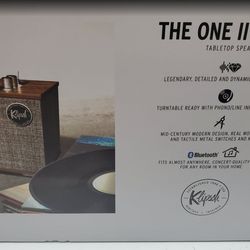 THE ONE II
TABLETOP SPEA
LEGENDARY, DETAILED AND DYNAMI
TURNTABLE READY WITH PHONO/LINE INP
MID-CENTURY MODERN DESIGN, REAL WO
AND TACTILE METAL SWITCHES AND K
Bluetooth
FITS ALMOST ANYWHERE, CONCERT QUALITY
FOR ANY ROOM IN YOUR HOME
Klipsch
Klipsch